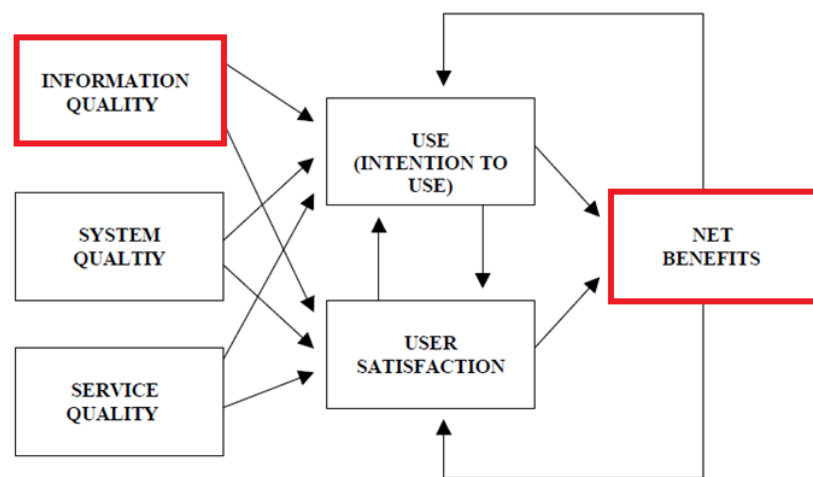 INFORMATION
QUALITY
SYSTEM
QUALTIY
SERVICE
QUALITY
USE
(INTENTION TO
USE)
USER
SATISFACTION
NET
BENEFITS